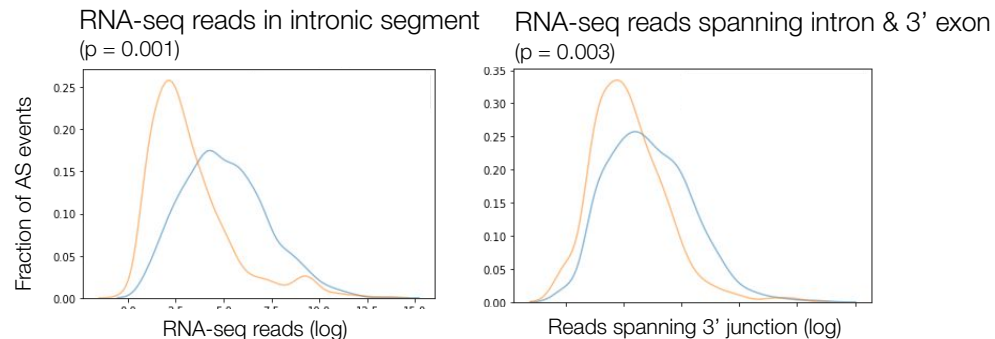 RNA-seq reads in intronic segment
(p = 0.001)
RNA-seq reads spanning intron & 3’ exon
(p = 0.003)
Fraction of AS events
0.25
0.20
0.15
0.10
0.05
0.00
RNA-seq reads (log)
0.35
0.30
0.25
0.20
0.15
0.10
0.05
0.00
Reads spanning 3’ junction (log)